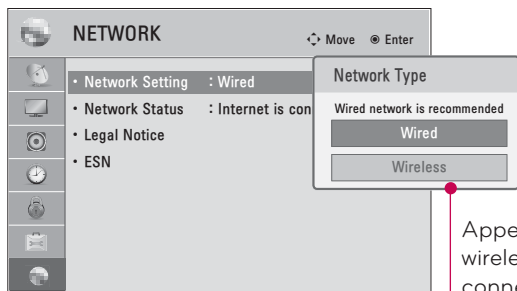 NETWORK
Move Enter
• Network Setting : Wired
• Network Status : Internet is con
• Legal Notice
• ESN
Network Type
Wired network is recommended
Wired
Wireless
Appe
wirele
conne